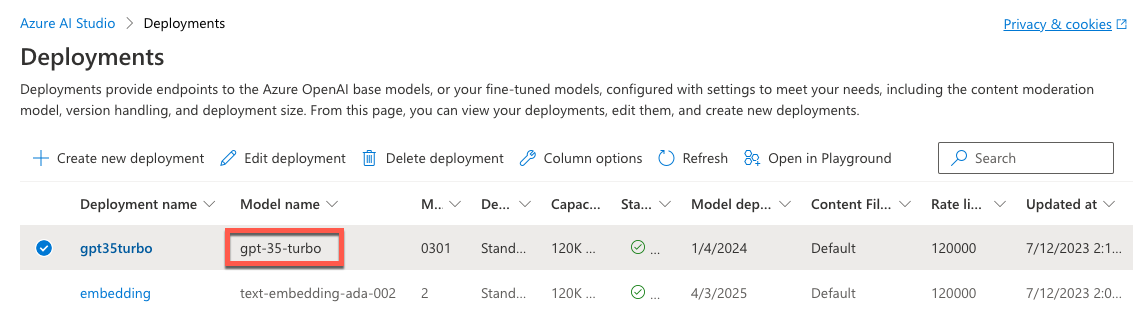 Azure AI Studio > Deployments
Privacy & cookies
Deployments
Deployments provide endpoints to the Azure OpenAI base models, or your fine-tuned models, configured with settings to meet your needs, including the content moderation
model, version handling, and deployment size. From this page, you can view your deployments, edit them, and create new deployments.
Create new deployment Edit deployment Delete deployment Column options Refresh Open in Playground Search
Deployment name Model name M... De... Capac... Sta... Model dep... Content Fil... Rate li... Updated at
gpt35turbo gpt-35-turbo 0301 Stand... 120K ... ... 1/4/2024 Default 120000 7/12/2023 2:1...
embedding text-embedding-ada-002 2 Stand... 120K ... ... 4/3/2025 Default 120000 7/12/2023 2:0...